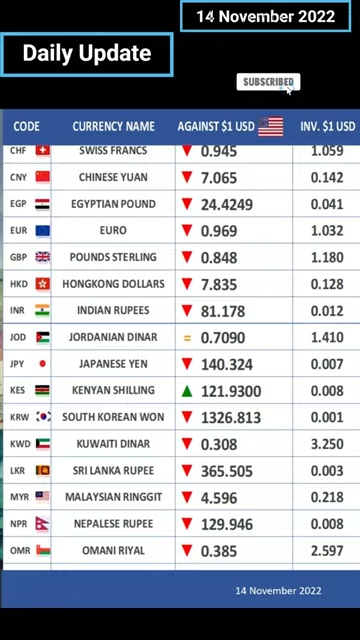 14 November 2022
Daily Update
SUBSCRIBED
CODE CURRENCY NAME AGAINST $1 USD INV. $1 USD
CHF SWISS FRANCS 0.945 1.059
CNY CHINESE YUAN 7.065 0.142
EGP EGYPTIAN POUND 24.4249 0.041
EUR EURO 0.969 1.032
GBP POUNDS STERLING 0.848 1.180
HKD HONGKONG DOLLARS 7.835 0.128
INR INDIAN RUPEES 81.178 0.012
JOD JORDANIAN DINAR = 0.7090 1.410
JPY JAPANESE YEN 140.324 0.007
KES KENYAN SHILLING 121.9300 0.008
KRW SOUTH KOREAN WON 1326.813 0.001
KWD KUWAITI DINAR 0.308 3.250
LKR SRI LANKA RUPEE 365.505 0.003
MYR MALAYSIAN RINGGIT 4.596 0.218
NPR NEPALESE RUPEE 129.946 0.008
OMR OMANI RIYAL 0.385 2.597
14 November 2022